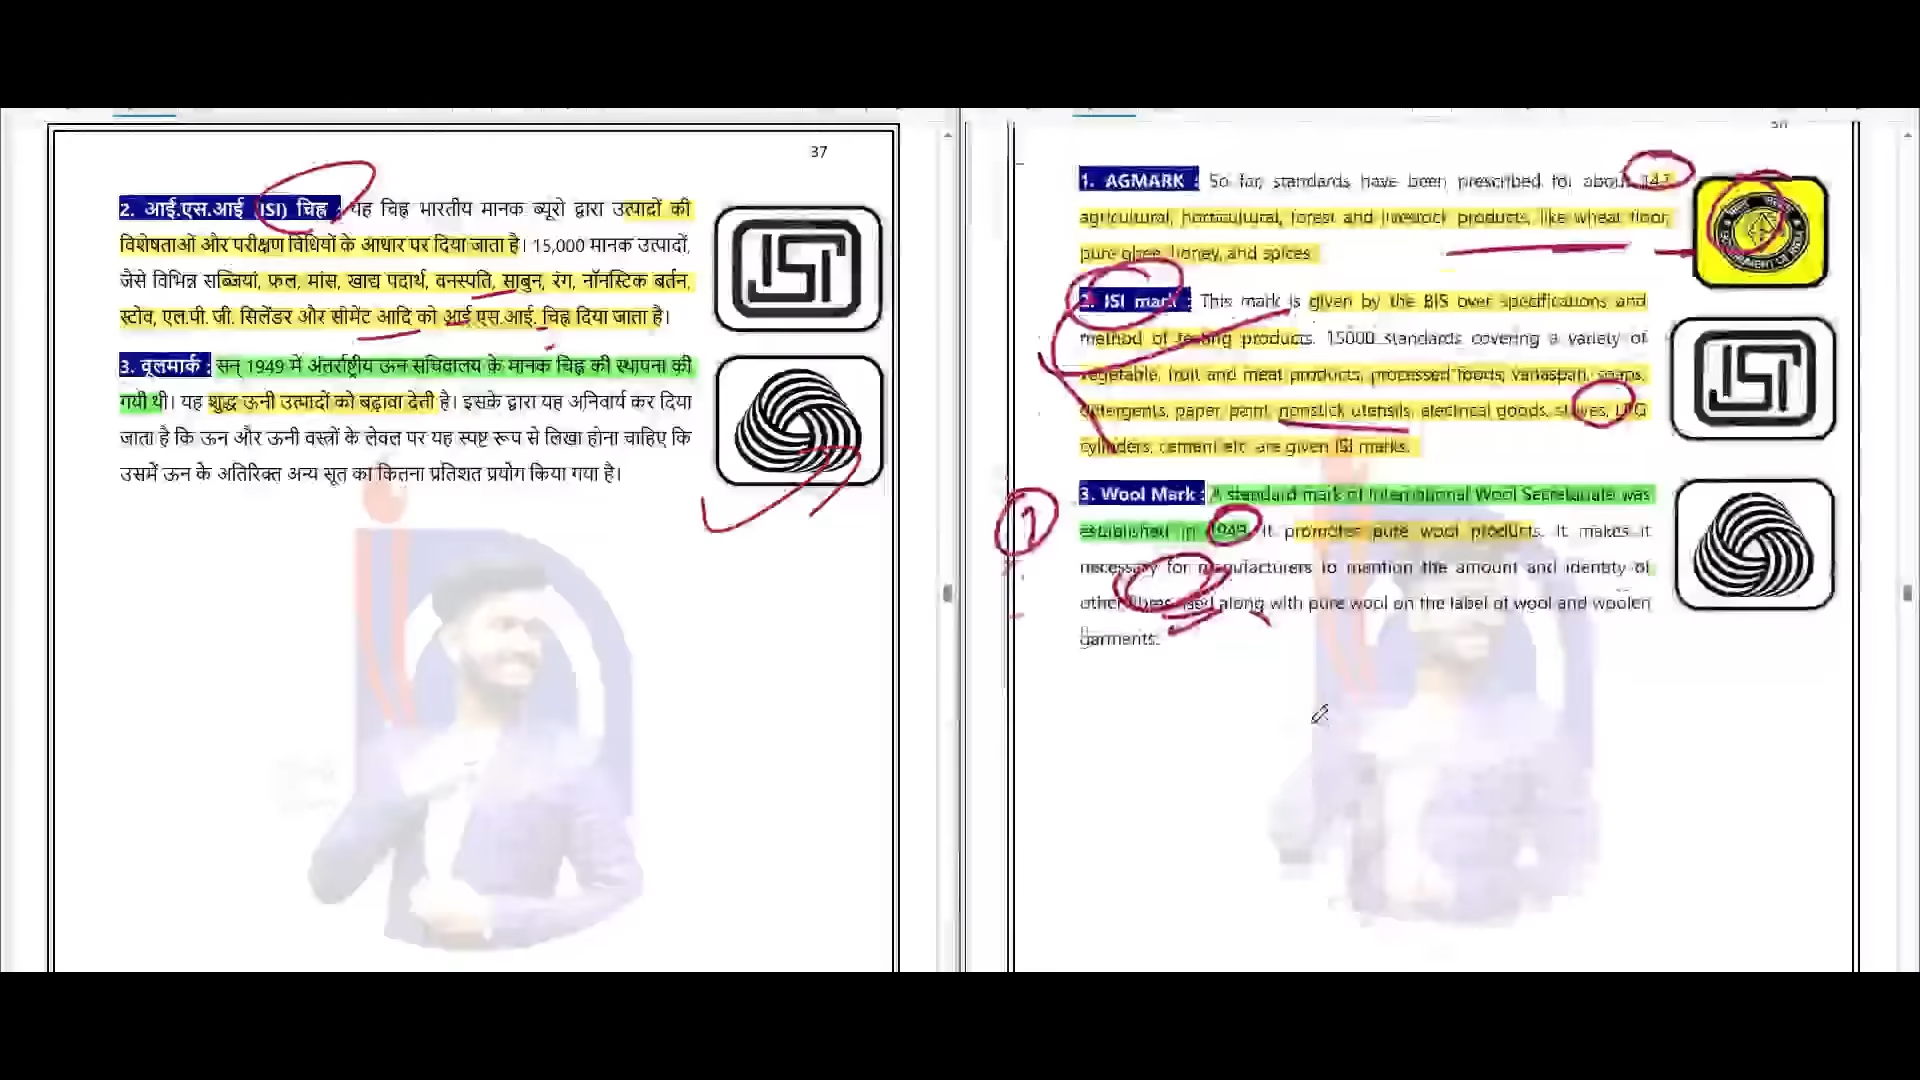 37
2. आई.एस.आई (ISI) चिह्न : यह चिह्न भारतीय मानक ब्यूरो द्वारा उत्पादों की
विशेषताओं और परीक्षण विधियों के आधार पर दिया जाता है। 15,000 मानक उत्पादों,
जैसे विभिन्न सब्जियां, फल, मांस, खाद्य पदार्थ, वनस्पति, साबुन, रंग, नॉनस्टिक बर्तन,
स्टोव, एल.पी. जी. सिलेंडर और सीमेंट आदि को आई एस.आई. चिह्न दिया जाता है।
3. वूलमार्क : सन् 1949 में अंतर्राष्ट्रीय ऊन सचिवालय के मानक चिह्न की स्थापना की
गयी थी। यह शुद्ध ऊनी उत्पादों को बढ़ावा देती है। इसके द्वारा यह अनिवार्य कर दिया
जाता है कि ऊन और ऊनी वस्त्रों के लेवल पर यह स्पष्ट रूप से लिखा होना चाहिए कि
उसमें ऊन के अतिरिक्त अन्य सूत का कितना प्रतिशत प्रयोग किया गया है।
ISI
1. AGMARK : So far, standards have been prescribed for about 142
agricultural, horticultural, forest and livestock products, like wheat floor,
pure ghee, honey, and spices.
2. ISI mark : This mark is given by the BIS over specifications and
method of testing products. 15000 standards covering a variety of
vegetable, fruit and meat products, processed foods, vanaspati, soaps,
detergents, paper, paint, nonstick utensils, electrical goods, stoves, LPG
cylinders, cement etc. are given ISI marks.
3. Wool Mark : A standard mark of International Wool Secretariate was
established in 1949. It promotes pure wool products. It makes it
necessary for manufacturers to mention the amount and identity of
other fibres used along with pure wool on the label of wool and woolen
garments.
ISI